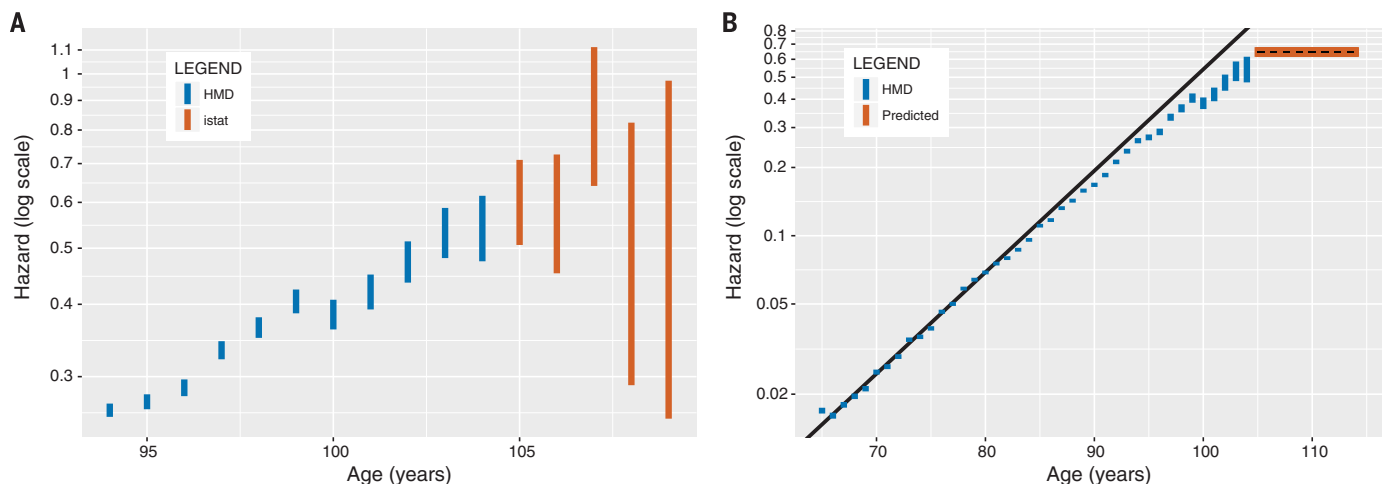 A
1.1
1
0.9
0.8
0.7
0.6
0.5
0.4
0.3
Hazard (log scale)
LEGEND
HMD
istat
95
100
105
Age (years)
B
0.8
0.7
0.6
0.5
0.4
0.3
0.2
0.1
0.05
0.02
Hazard (log scale)
LEGEND
HMD
Predicted
70
80
90
100
110
Age (years)